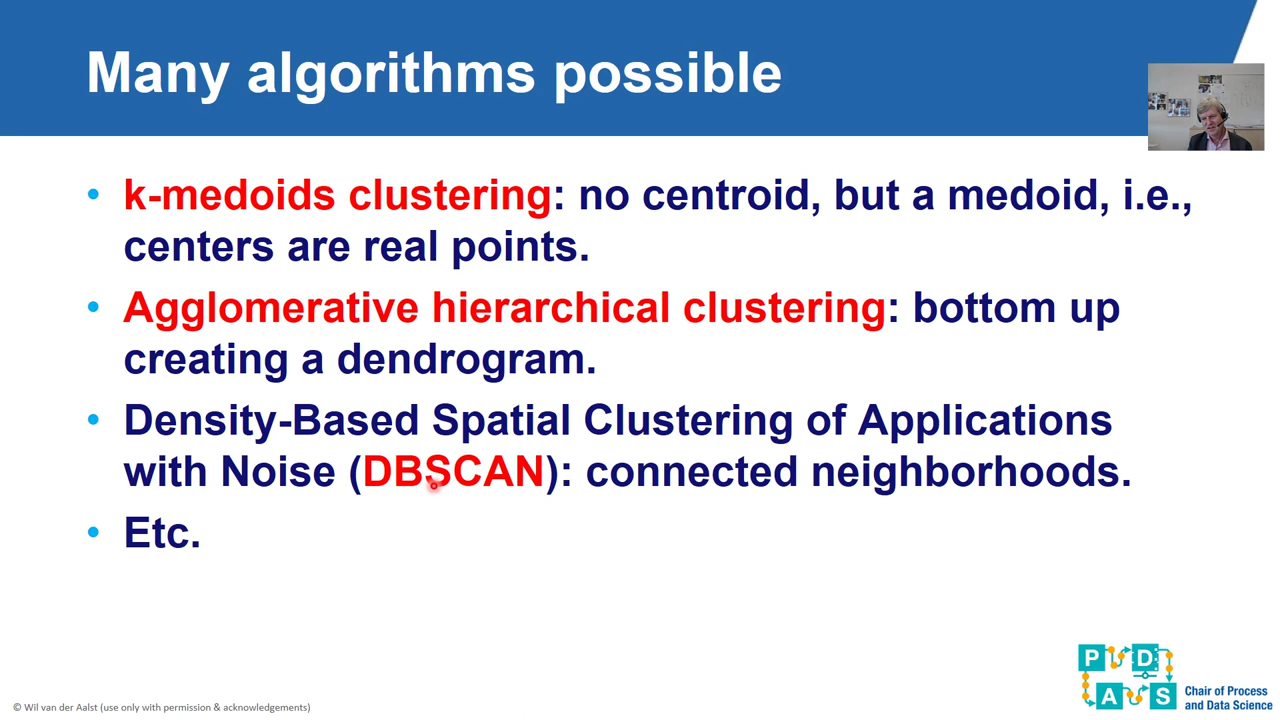 Many algorithms possible
• k-medoids clustering: no centroid, but a medoid, i.e.,
centers are real points.
• Agglomerative hierarchical clustering: bottom up
creating a dendrogram.
• Density-Based Spatial Clustering of Applications
with Noise (DBSCAN): connected neighborhoods.
• Etc.
P D
A S
Chair of Process
and Data Science
© Wil van der Aalst (use only with permission & acknowledgements)